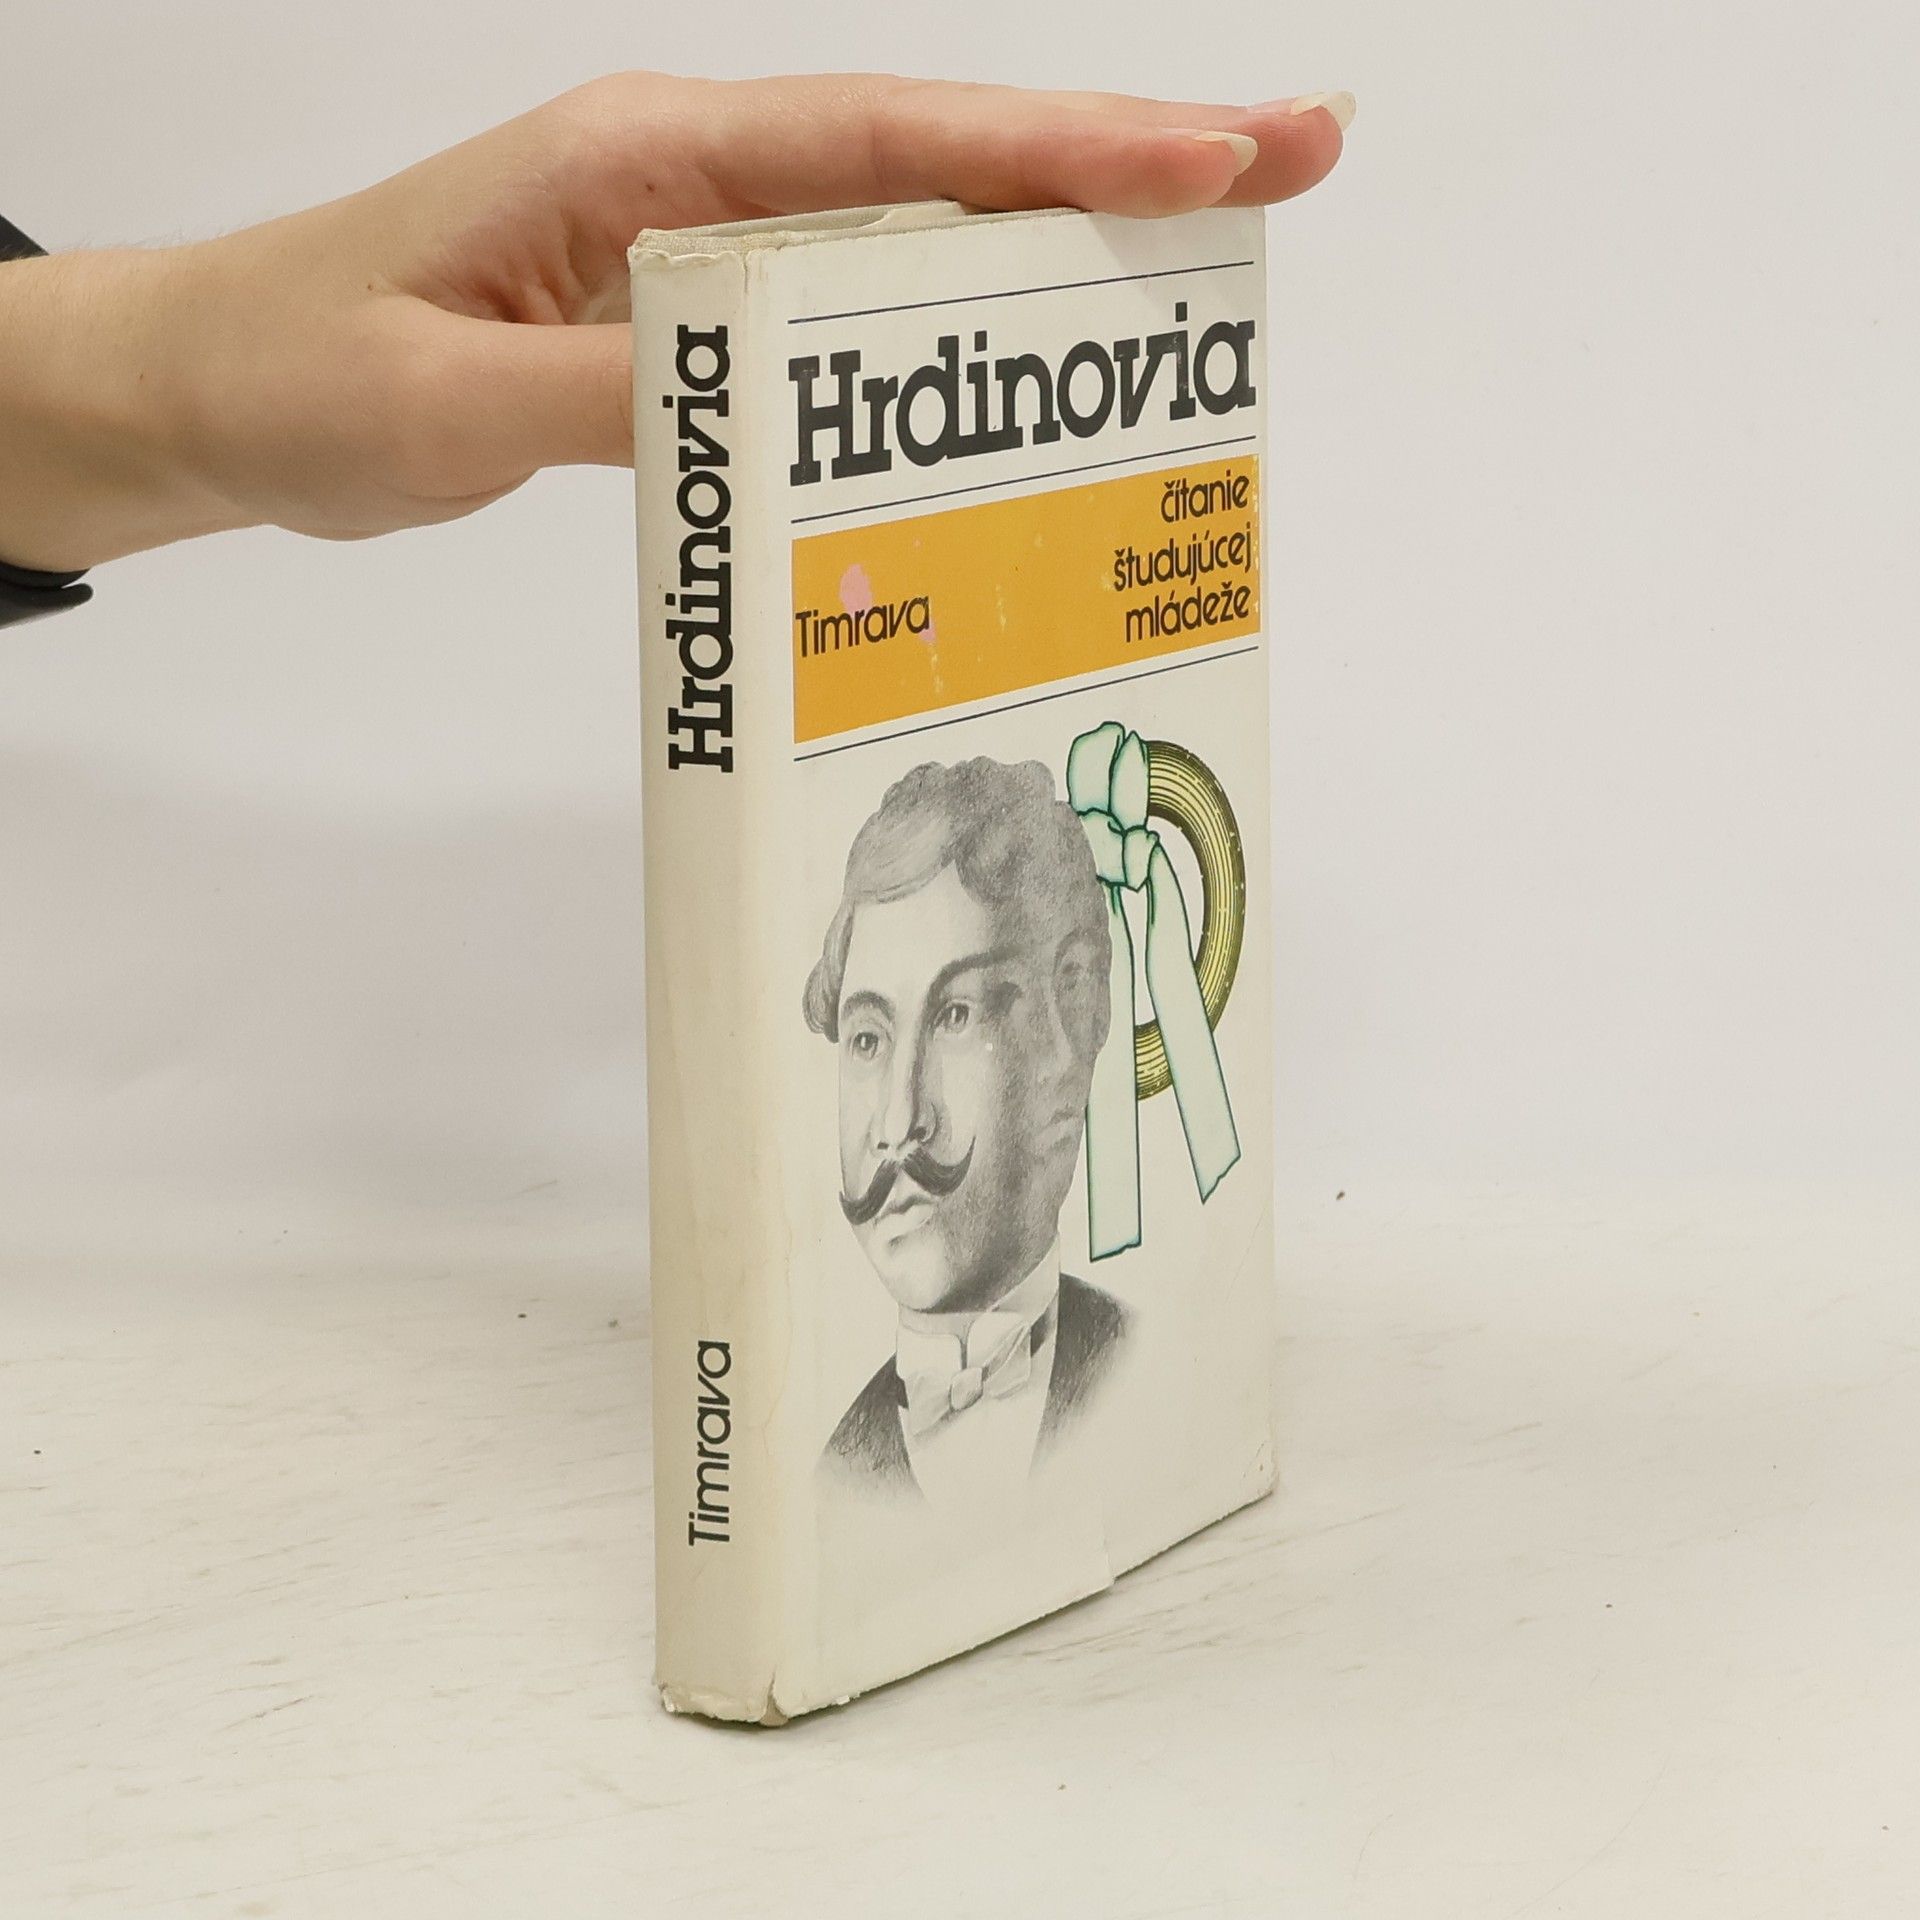 Hrdinovia
Timrava
Hrdinovia
čítanie
študujúcej
mládeže
Timrava